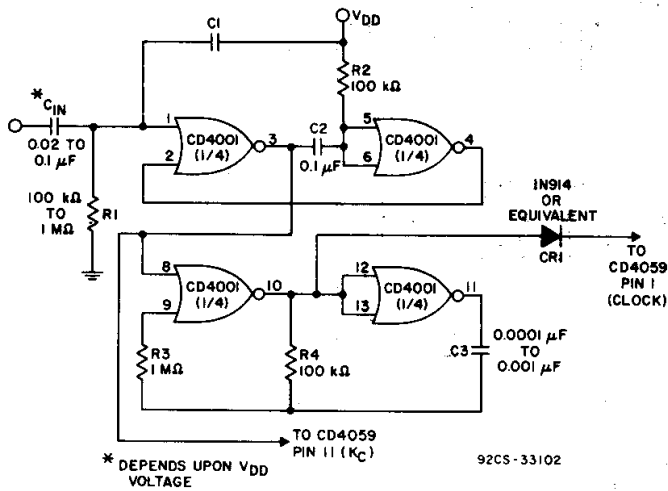 C1
VDD
R2
100 kΩ
* CIN
0.02 TO
0.1 μF
1
2
CD4001
(1/4)
3
C2
0.1 μF
5
6
CD4001
(1/4)
4
100 kΩ
TO
1 MΩ
R1
1N914
OR
EQUIVALENT
CR1
TO
CD4059
PIN 1
(CLOCK)
8
9
CD4001
(1/4)
10
12
13
CD4001
(1/4)
11
R3
1 MΩ
R4
100 kΩ
C3
0.0001 μF
TO
0.001 μF
TO CD4059
PIN 11 (KC)
* DEPENDS UPON VDD
VOLTAGE
92CS-33102